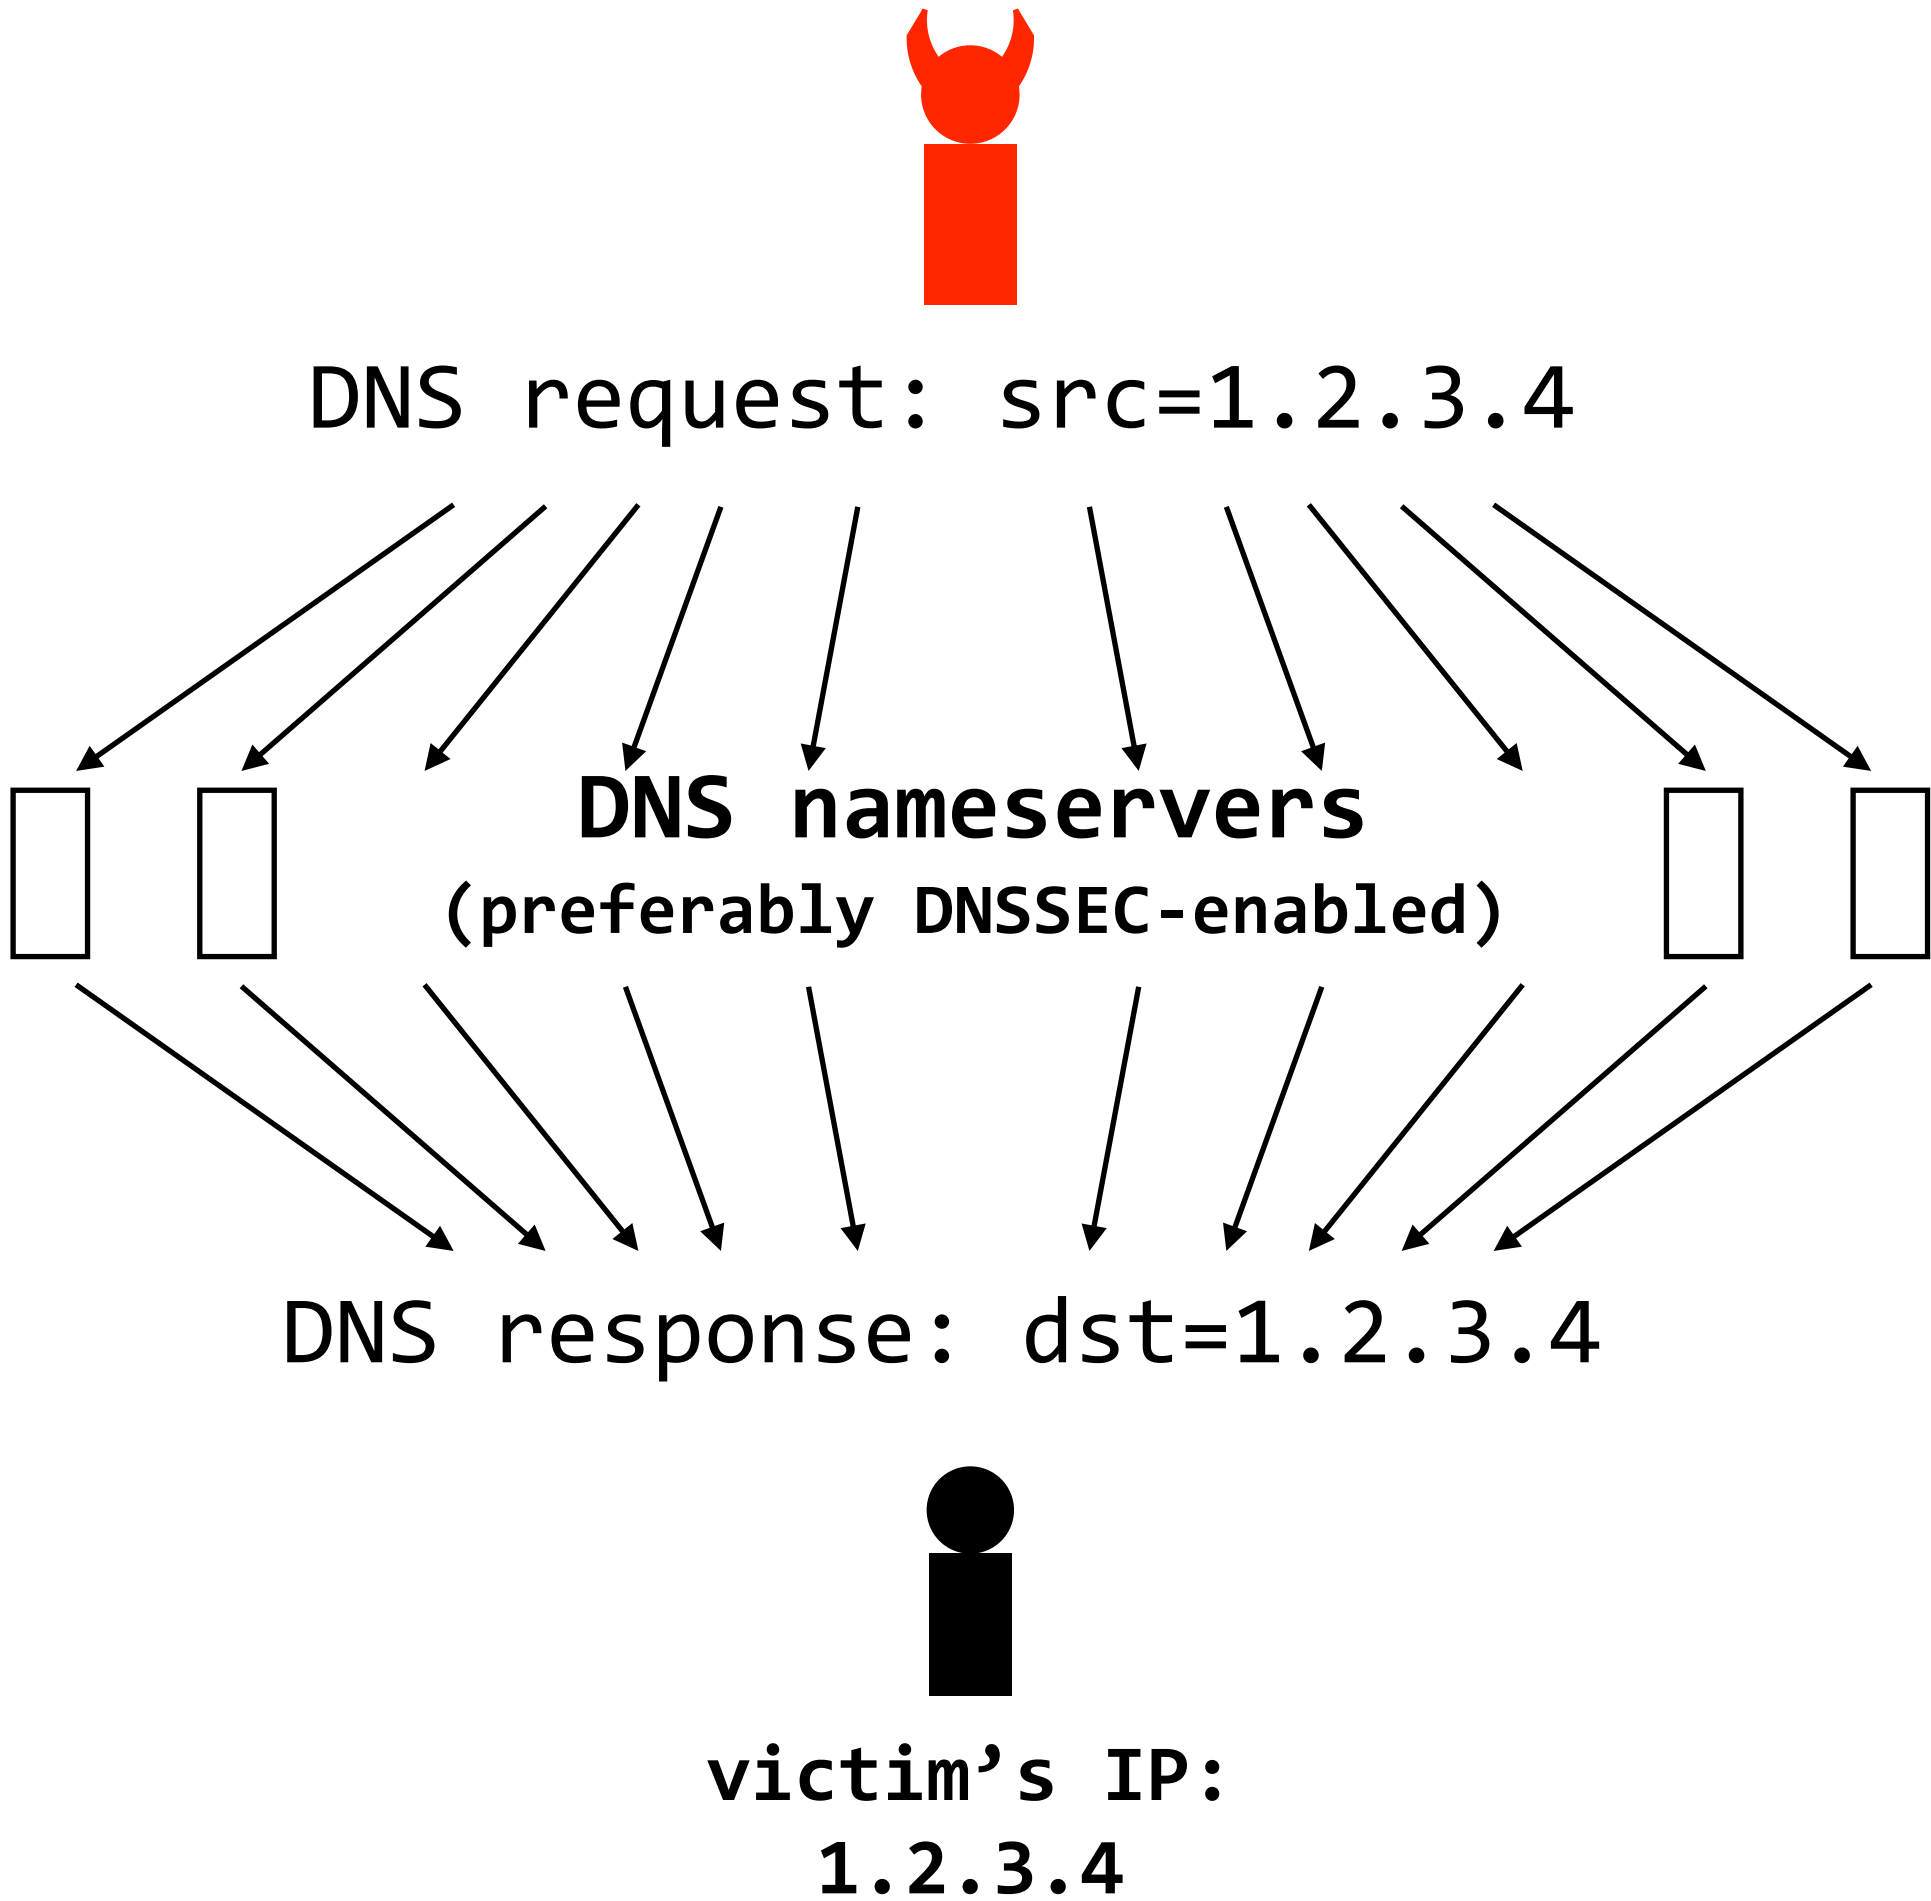 DNS request: src=1.2.3.4
DNS nameservers
(preferably DNSSEC-enabled)
DNS response: dst=1.2.3.4
victim’s IP:
1.2.3.4